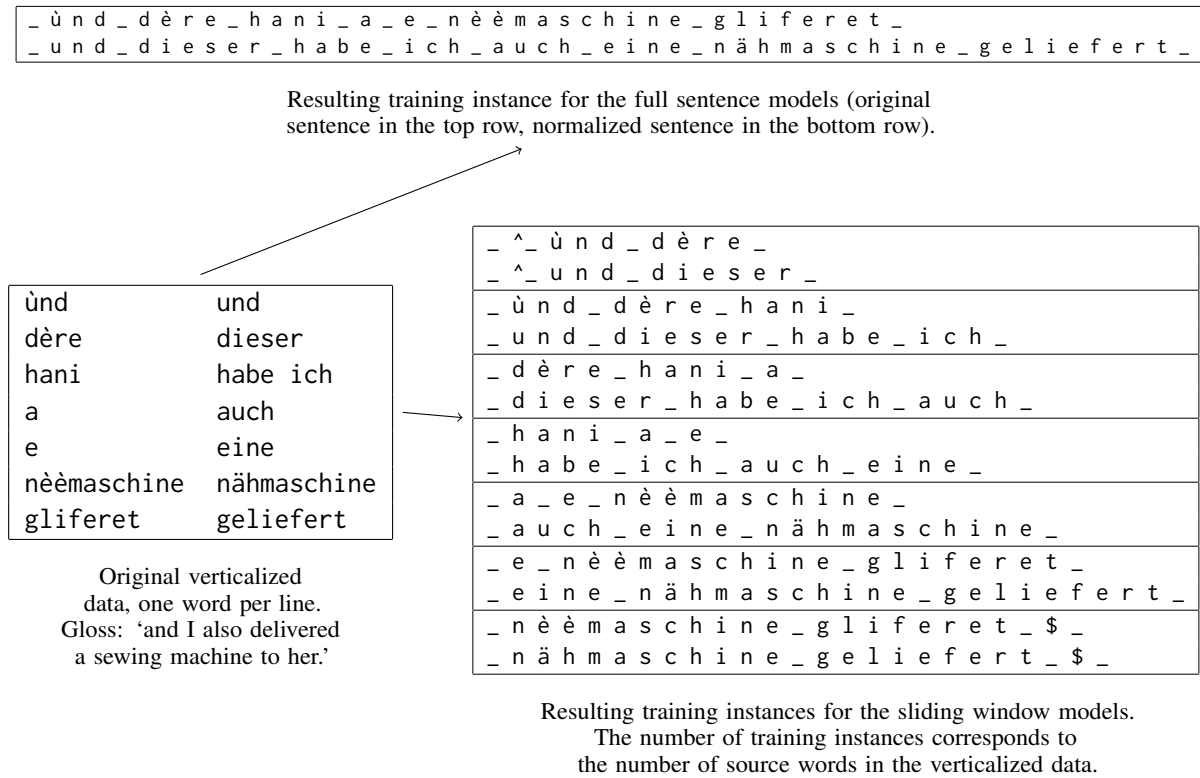 _ ù n d _ d è r e _ h a n i _ a _ e _ n è è m a s c h i n e _ g l i f e r e t _
_ u n d _ d i e s e r _ h a b e _ i c h _ a u c h _ e i n e _ n ä h m a s c h i n e _ g e l i e f e r t _
Resulting training instance for the full sentence models (original
sentence in the top row, normalized sentence in the bottom row).
ùnd und
dère dieser
hani habe ich
a auch
e eine
nèèmaschine nähmaschine
gliferet geliefert
Original verticalized
data, one word per line.
Gloss: ‘and I also delivered
a sewing machine to her.’
_ ^_ ù n d _ d è r e _
_ ^_ u n d _ d i e s e r _
_ ù n d _ d è r e _ h a n i _
_ u n d _ d i e s e r _ h a b e _ i c h _
_ d è r e _ h a n i _ a _
_ d i e s e r _ h a b e _ i c h _ a u c h _
_ h a n i _ a _ e _
_ h a b e _ i c h _ a u c h _ e i n e _
_ a _ e _ n è è m a s c h i n e _
_ a u c h _ e i n e _ n ä h m a s c h i n e _
_ e _ n è è m a s c h i n e _ g l i f e r e t _
_ e i n e _ n ä h m a s c h i n e _ g e l i e f e r t _
_ n è è m a s c h i n e _ g l i f e r e t _ $ _
_ n ä h m a s c h i n e _ g e l i e f e r t _ $ _
Resulting training instances for the sliding window models.
The number of training instances corresponds to
the number of source words in the verticalized data.